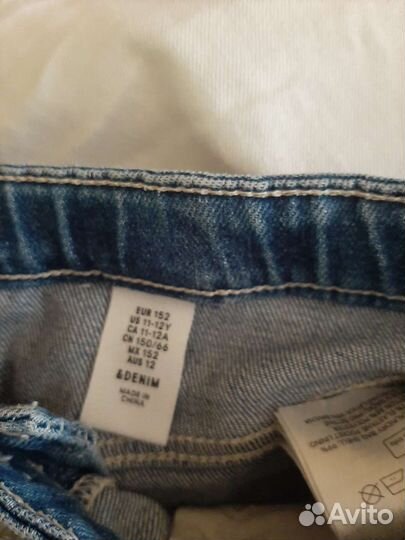 EUR 152
US 11-12Y
CA 11-12A
CN 150/66
MX 152
AUS 12
&DENIM
MADE IN
CHINA
Avito